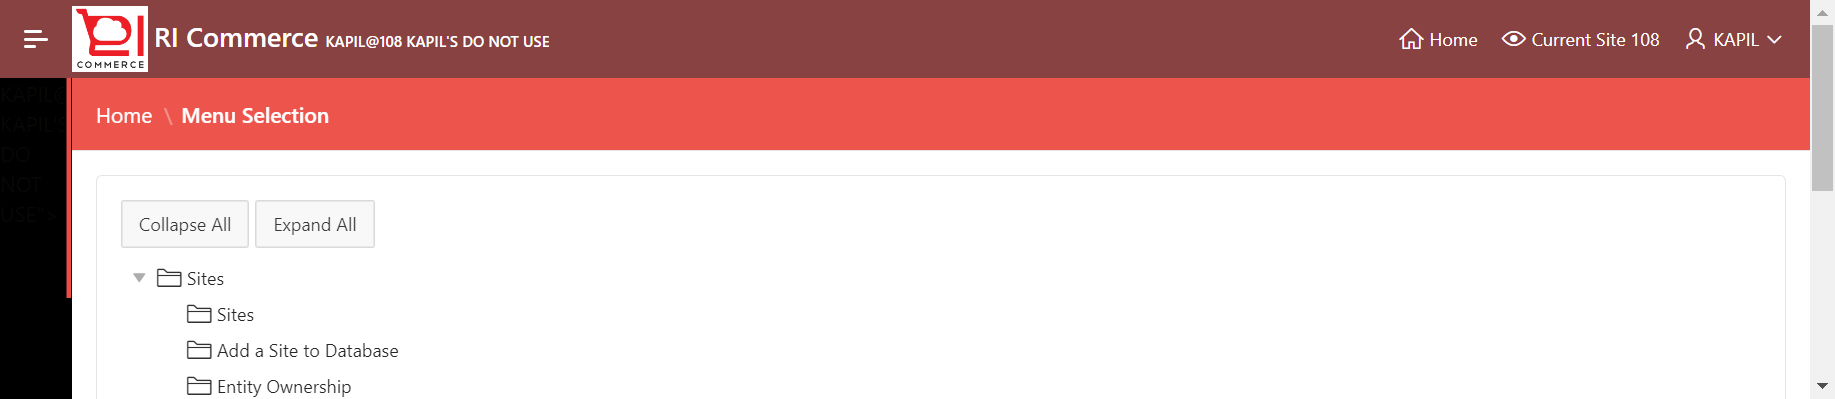 COMMERCE
RI Commerce KAPIL@108 KAPIL'S DO NOT USE
Home
Current Site 108
KAPIL
KAPIL@
KAPIL'S
DO
NOT
USE">
Home \ Menu Selection
Collapse All
Expand All
Sites
Sites
Add a Site to Database
Entity Ownership